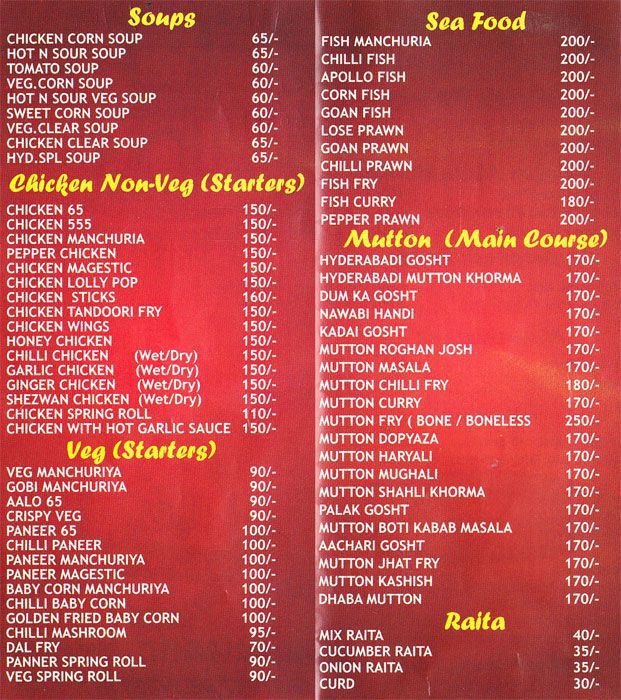 Soups
CHICKEN CORN SOUP 65/-
HOT N SOUR SOUP 65/-
TOMATO SOUP 60/-
VEG.CORN SOUP 60/-
HOT N SOUR VEG SOUP 60/-
SWEET CORN SOUP 60/-
VEG.CLEAR SOUP 60/-
CHICKEN CLEAR SOUP 65/-
HYD.SPL SOUP 65/-
Chicken Non-Veg (Starters)
CHICKEN 65 150/-
CHICKEN 555 150/-
CHICKEN MANCHURIA 150/-
PEPPER CHICKEN 150/-
CHICKEN MAGESTIC 150/-
CHICKEN LOLLY POP 150/-
CHICKEN STICKS 160/-
CHICKEN TANDOORI FRY 150/-
CHICKEN WINGS 150/-
HONEY CHICKEN 150/-
CHILLI CHICKEN (Wet/Dry) 150/-
GARLIC CHICKEN (Wet/Dry) 150/-
GINGER CHICKEN (Wet/Dry) 150/-
SHEZWAN CHICKEN (Wet/Dry) 150/-
CHICKEN SPRING ROLL 110/-
CHICKEN WITH HOT GARLIC SAUCE 150/-
Veg (Starters)
VEG MANCHURIYA 90/-
GOBI MANCHURIYA 90/-
AALO 65 90/-
CRISPY VEG 90/-
PANEER 65 100/-
CHILLI PANEER 100/-
PANEER MANCHURIYA 100/-
PANEER MAGESTIC 100/-
BABY CORN MANCHURIYA 100/-
CHILLI BABY CORN 100/-
GOLDEN FRIED BABY CORN 100/-
CHILLI MASHROOM 95/-
DAL FRY 70/-
PANNER SPRING ROLL 90/-
VEG SPRING ROLL 90/-
Sea Food
FISH MANCHURIA 200/-
CHILLI FISH 200/-
APOLLO FISH 200/-
CORN FISH 200/-
GOAN FISH 200/-
LOSE PRAWN 200/-
GOAN PRAWN 200/-
CHILLI PRAWN 200/-
FISH FRY 200/-
FISH CURRY 180/-
PEPPER PRAWN 200/-
Mutton (Main Course)
HYDERABADI GOSHT 170/-
HYDERABADI MUTTON KHORMA 170/-
DUM KA GOSHT 170/-
NAWABI HANDI 170/-
KADAI GOSHT 170/-
MUTTON ROGHAN JOSH 170/-
MUTTON MASALA 170/-
MUTTON CHILLI FRY 180/-
MUTTON CURRY 170/-
MUTTON FRY ( BONE / BONELESS 250/-
MUTTON DOPYAZA 170/-
MUTTON HARYALI 170/-
MUTTON MUGHALI 170/-
MUTTON SHAHLI KHORMA 170/-
PALAK GOSHT 170/-
MUTTON BOTI KABAB MASALA 170/-
AACHARI GOSHT 170/-
MUTTON JHAT FRY 170/-
MUTTON KASHISH 170/-
DHABA MUTTON 170/-
Raita
MIX RAITA 40/-
CUCUMBER RAITA 35/-
ONION RAITA 35/-
CURD 30/-